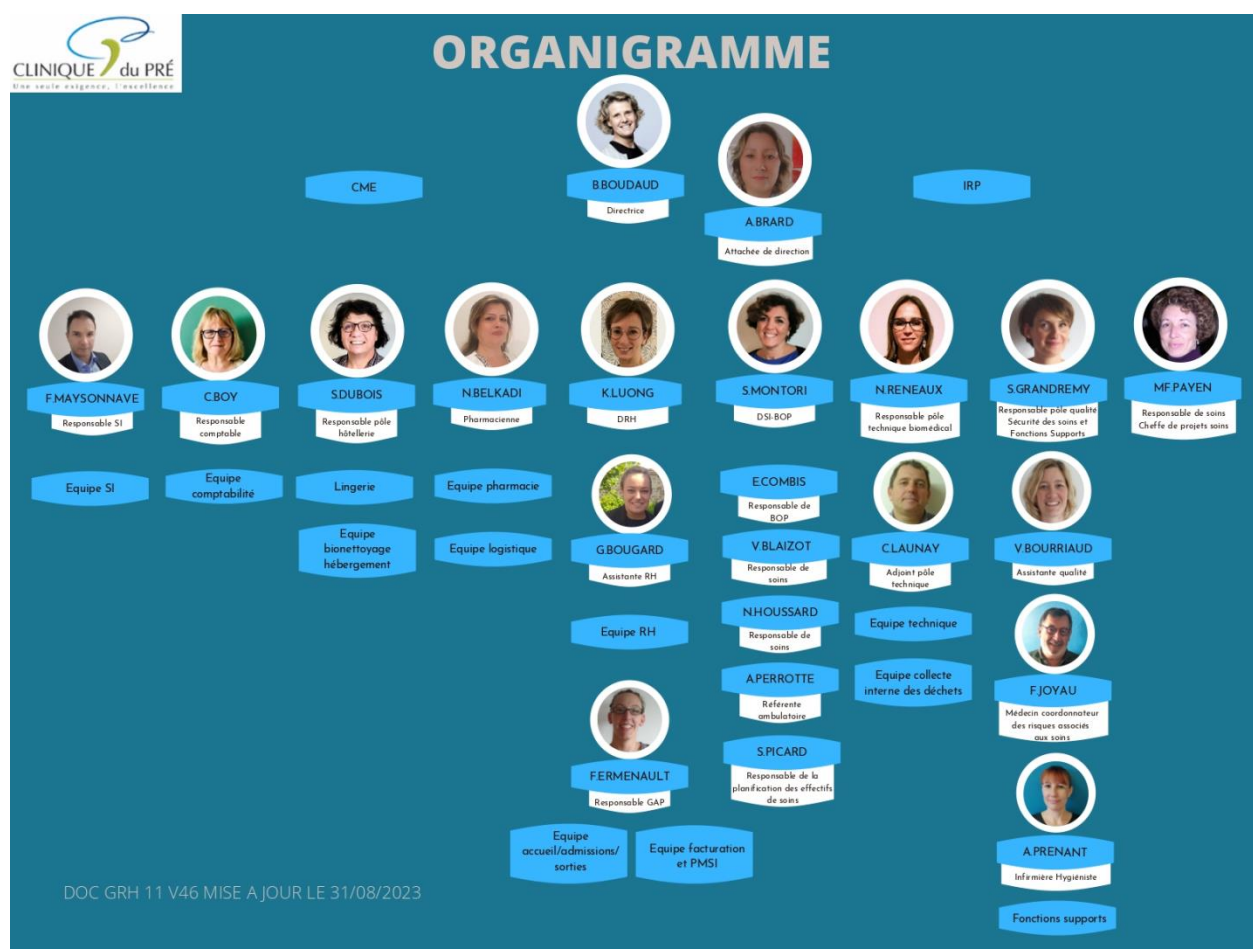 CLINIQUE du PRÉ
Une seule exigence, l'excellence
ORGANIGRAMME
CME
B.BOUDAUD
Directrice
A.BRARD
Attachée de direction
IRP
F.MAYSONNAVE
Responsable SI
C.BOY
Responsable
comptable
S.DUBOIS
Responsable pôle
hôtellerie
N.BELKADI
Pharmacienne
K.LUONG
DRH
S.MONTORI
DSI-BOP
N.RENEAUX
Responsable pôle
technique biomédical
S.GRANDREMY
Responsable pôle qualité
Sécurité des soins et
Fonctions Supports
MF.PAYEN
Responsable de soins
Cheffe de projets soins
Equipe SI
Equipe
comptabilité
Lingerie
Equipe
bionettoyage
hébergement
Equipe pharmacie
Equipe logistique
G.BOUGARD
Assistante RH
Equipe RH
F.ERMENAULT
Responsable GAP
Equipe
accueil/admissions/
sorties
Equipe facturation
et PMSI
E.COMBIS
Responsable de
BOP
V.BLAIZOT
Responsable de
soins
N.HOUSSARD
Responsable de
soins
A.PERROTTE
Référente
ambulatoire
S.PICARD
Responsable de la
planification des effectifs
de soins
C.LAUNAY
Adjoint pôle
technique
Equipe technique
Equipe collecte
interne des déchets
V.BOURRIAUD
Assistante qualité
F.JOYAU
Médecin coordonnateur
des risques associés
aux soins
A.PRENANT
Infirmière Hygiéniste
Fonctions supports
DOC GRH 11 V46 MISE A JOUR LE 31/08/2023